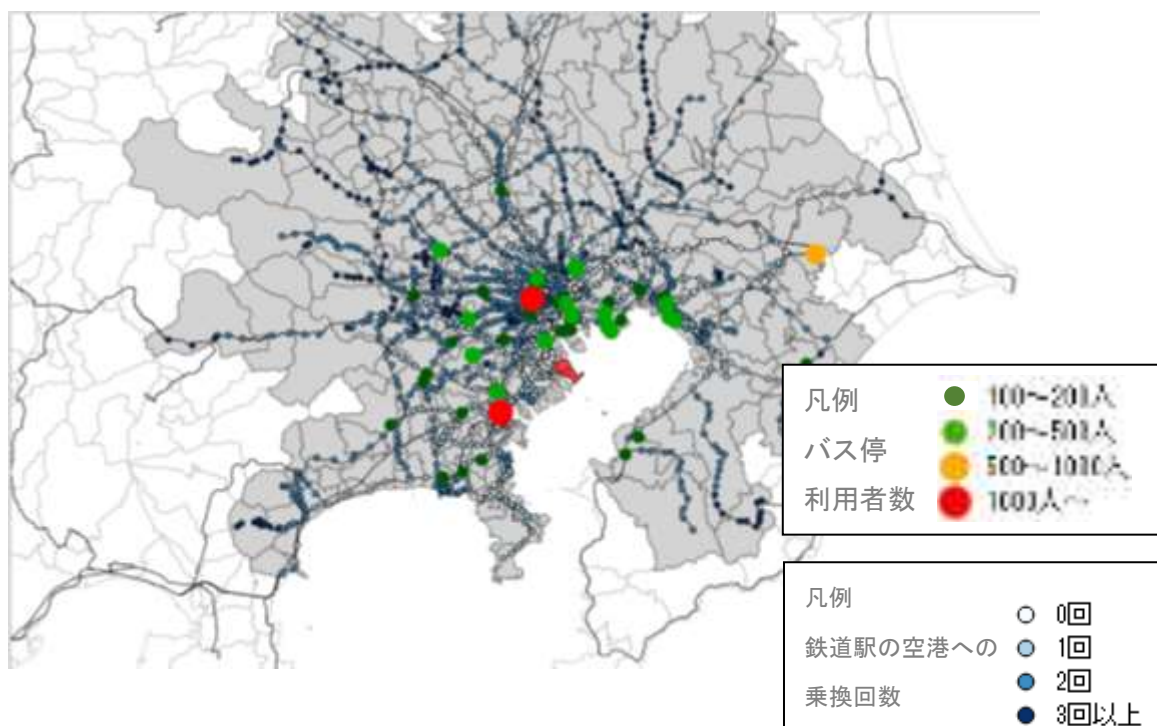 凡例
バス停
利用者数
100~200人
200~500人
500~1000人
1000人~
凡例
鉄道駅の空港への
乗換回数
0回
1回
2回
3回以上